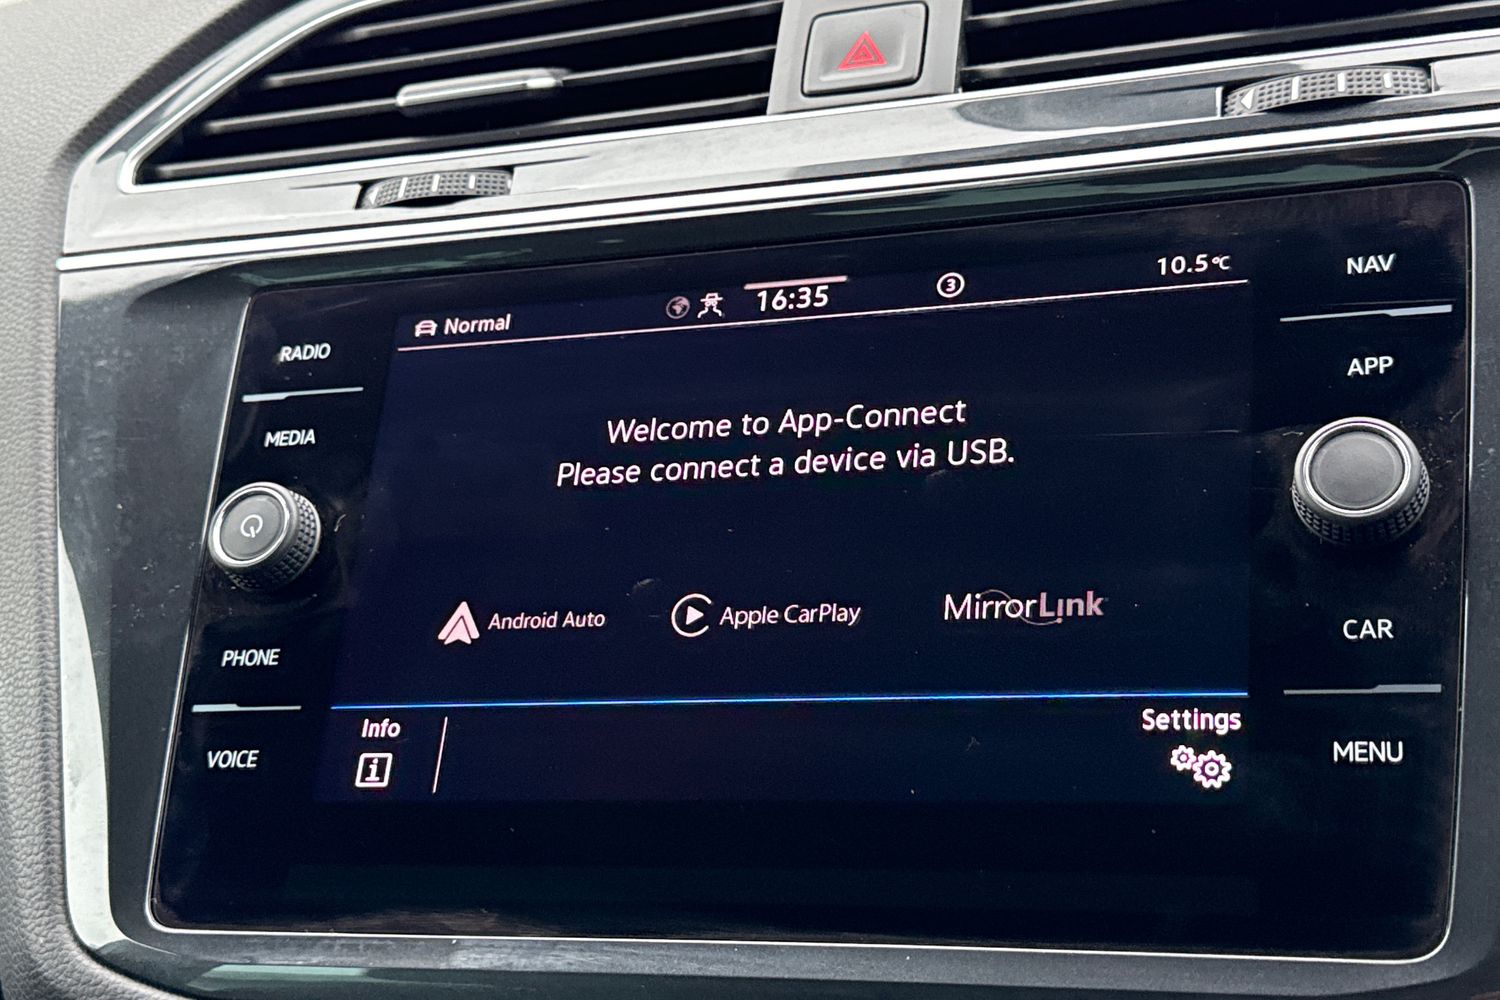 10.5°C
NAV
Normal
16:35
3
RADIO
APP
MEDIA
Welcome to App-Connect
Please connect a device via USB.
Android Auto
Apple CarPlay
MirrorLink
PHONE
CAR
VOICE
Info
i
Settings
MENU